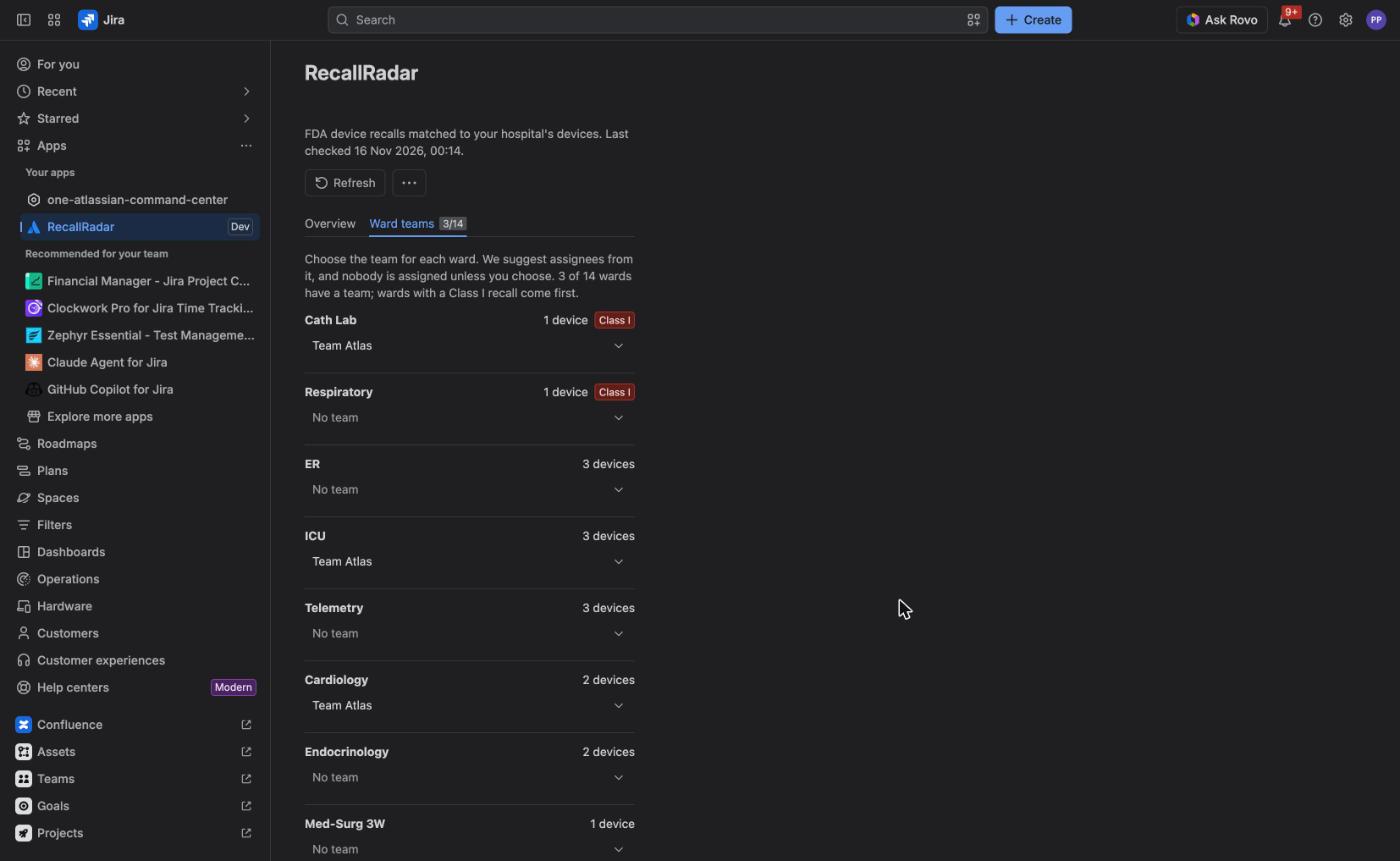 Jira
Search
Create
Ask Rovo
9+
PP
For you
Recent
Starred
Apps
Your apps
one-atlassian-command-center
RecallRadar
Dev
Recommended for your team
Financial Manager - Jira Project C...
Clockwork Pro for Jira Time Tracki...
Zephyr Essential - Test Manageme...
Claude Agent for Jira
GitHub Copilot for Jira
Explore more apps
Roadmaps
Plans
Spaces
Filters
Dashboards
Operations
Hardware
Customers
Customer experiences
Help centers
Modern
Confluence
Assets
Teams
Goals
Projects
RecallRadar
FDA device recalls matched to your hospital's devices. Last
checked 16 Nov 2026, 00:14.
Refresh
Overview
Ward teams 3/14
Choose the team for each ward. We suggest assignees from
it, and nobody is assigned unless you choose. 3 of 14 wards
have a team; wards with a Class I recall come first.
Cath Lab 1 device Class I
Team Atlas
Respiratory 1 device Class I
No team
ER 3 devices
No team
ICU 3 devices
Team Atlas
Telemetry 3 devices
No team
Cardiology 2 devices
Team Atlas
Endocrinology 2 devices
No team
Med-Surg 3W 1 device
No team